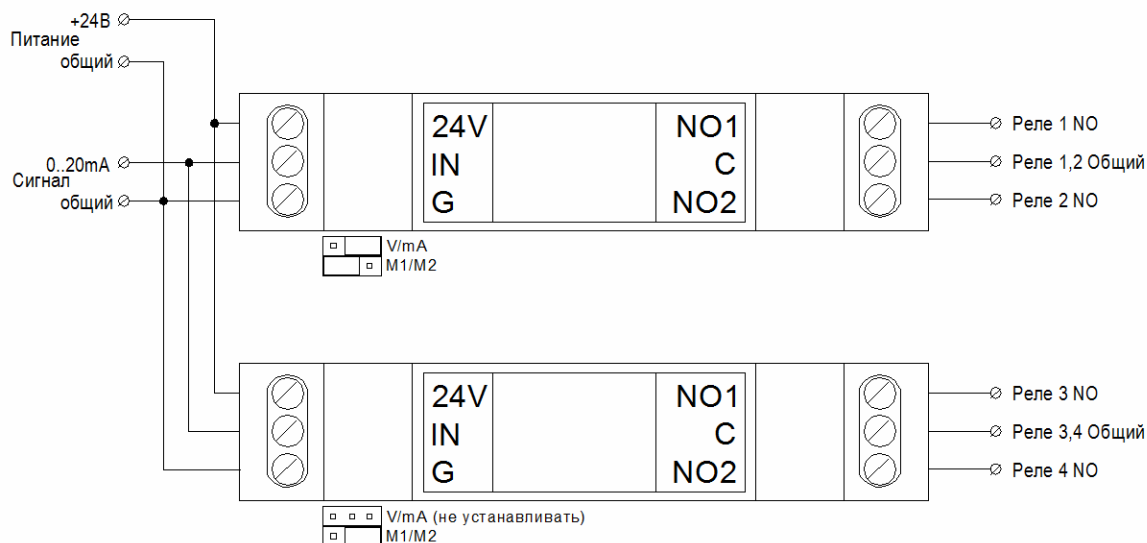 +24В
Питание
общий
0..20mA
Сигнал
общий
24V
IN
G
NO1
C
NO2
Реле 1 NO
Реле 1,2 Общий
Реле 2 NO
V/mA
M1/M2
24V
IN
G
NO1
C
NO2
Реле 3 NO
Реле 3,4 Общий
Реле 4 NO
V/mA (не устанавливать)
M1/M2